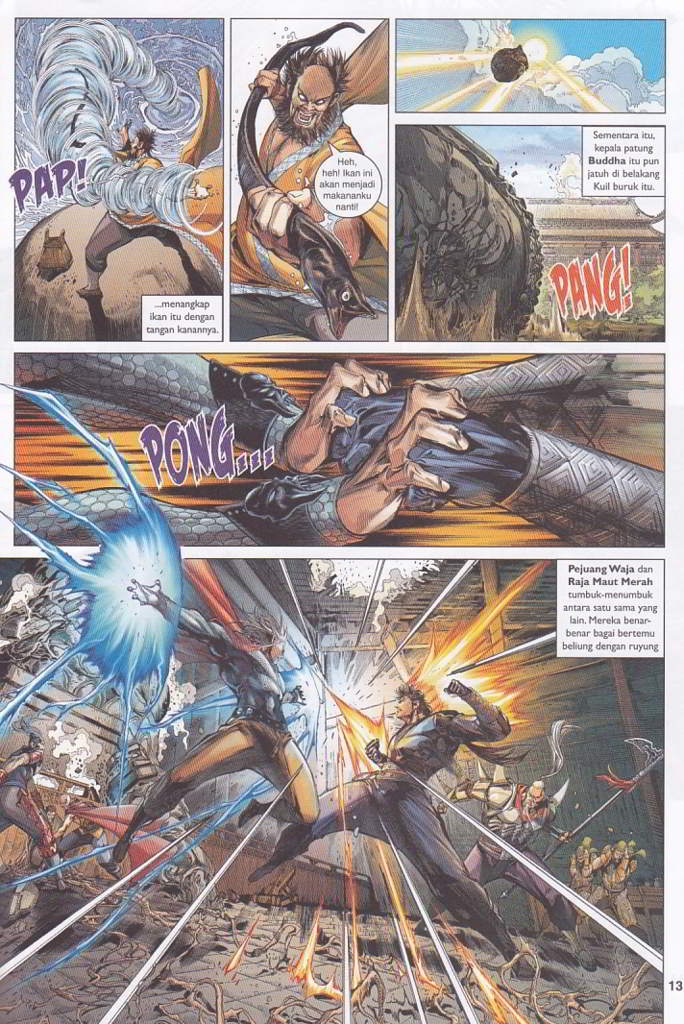 PAP!
...menangkap
ikan itu dengan
tangan kanannya.
Heh,
heh! Ikan ini
akan menjadi
makananku
nanti!
Sementara itu,
kepala patung
Buddha itu pun
jatuh di belakang
Kuil buruk itu.
PANG!
PONG...
Pejuang Waja dan
Raja Maut Merah
tumbuk-menumbuk
antara satu sama yang
lain. Mereka benar-
benar bagai bertemu
beliung dengan ruyung
13